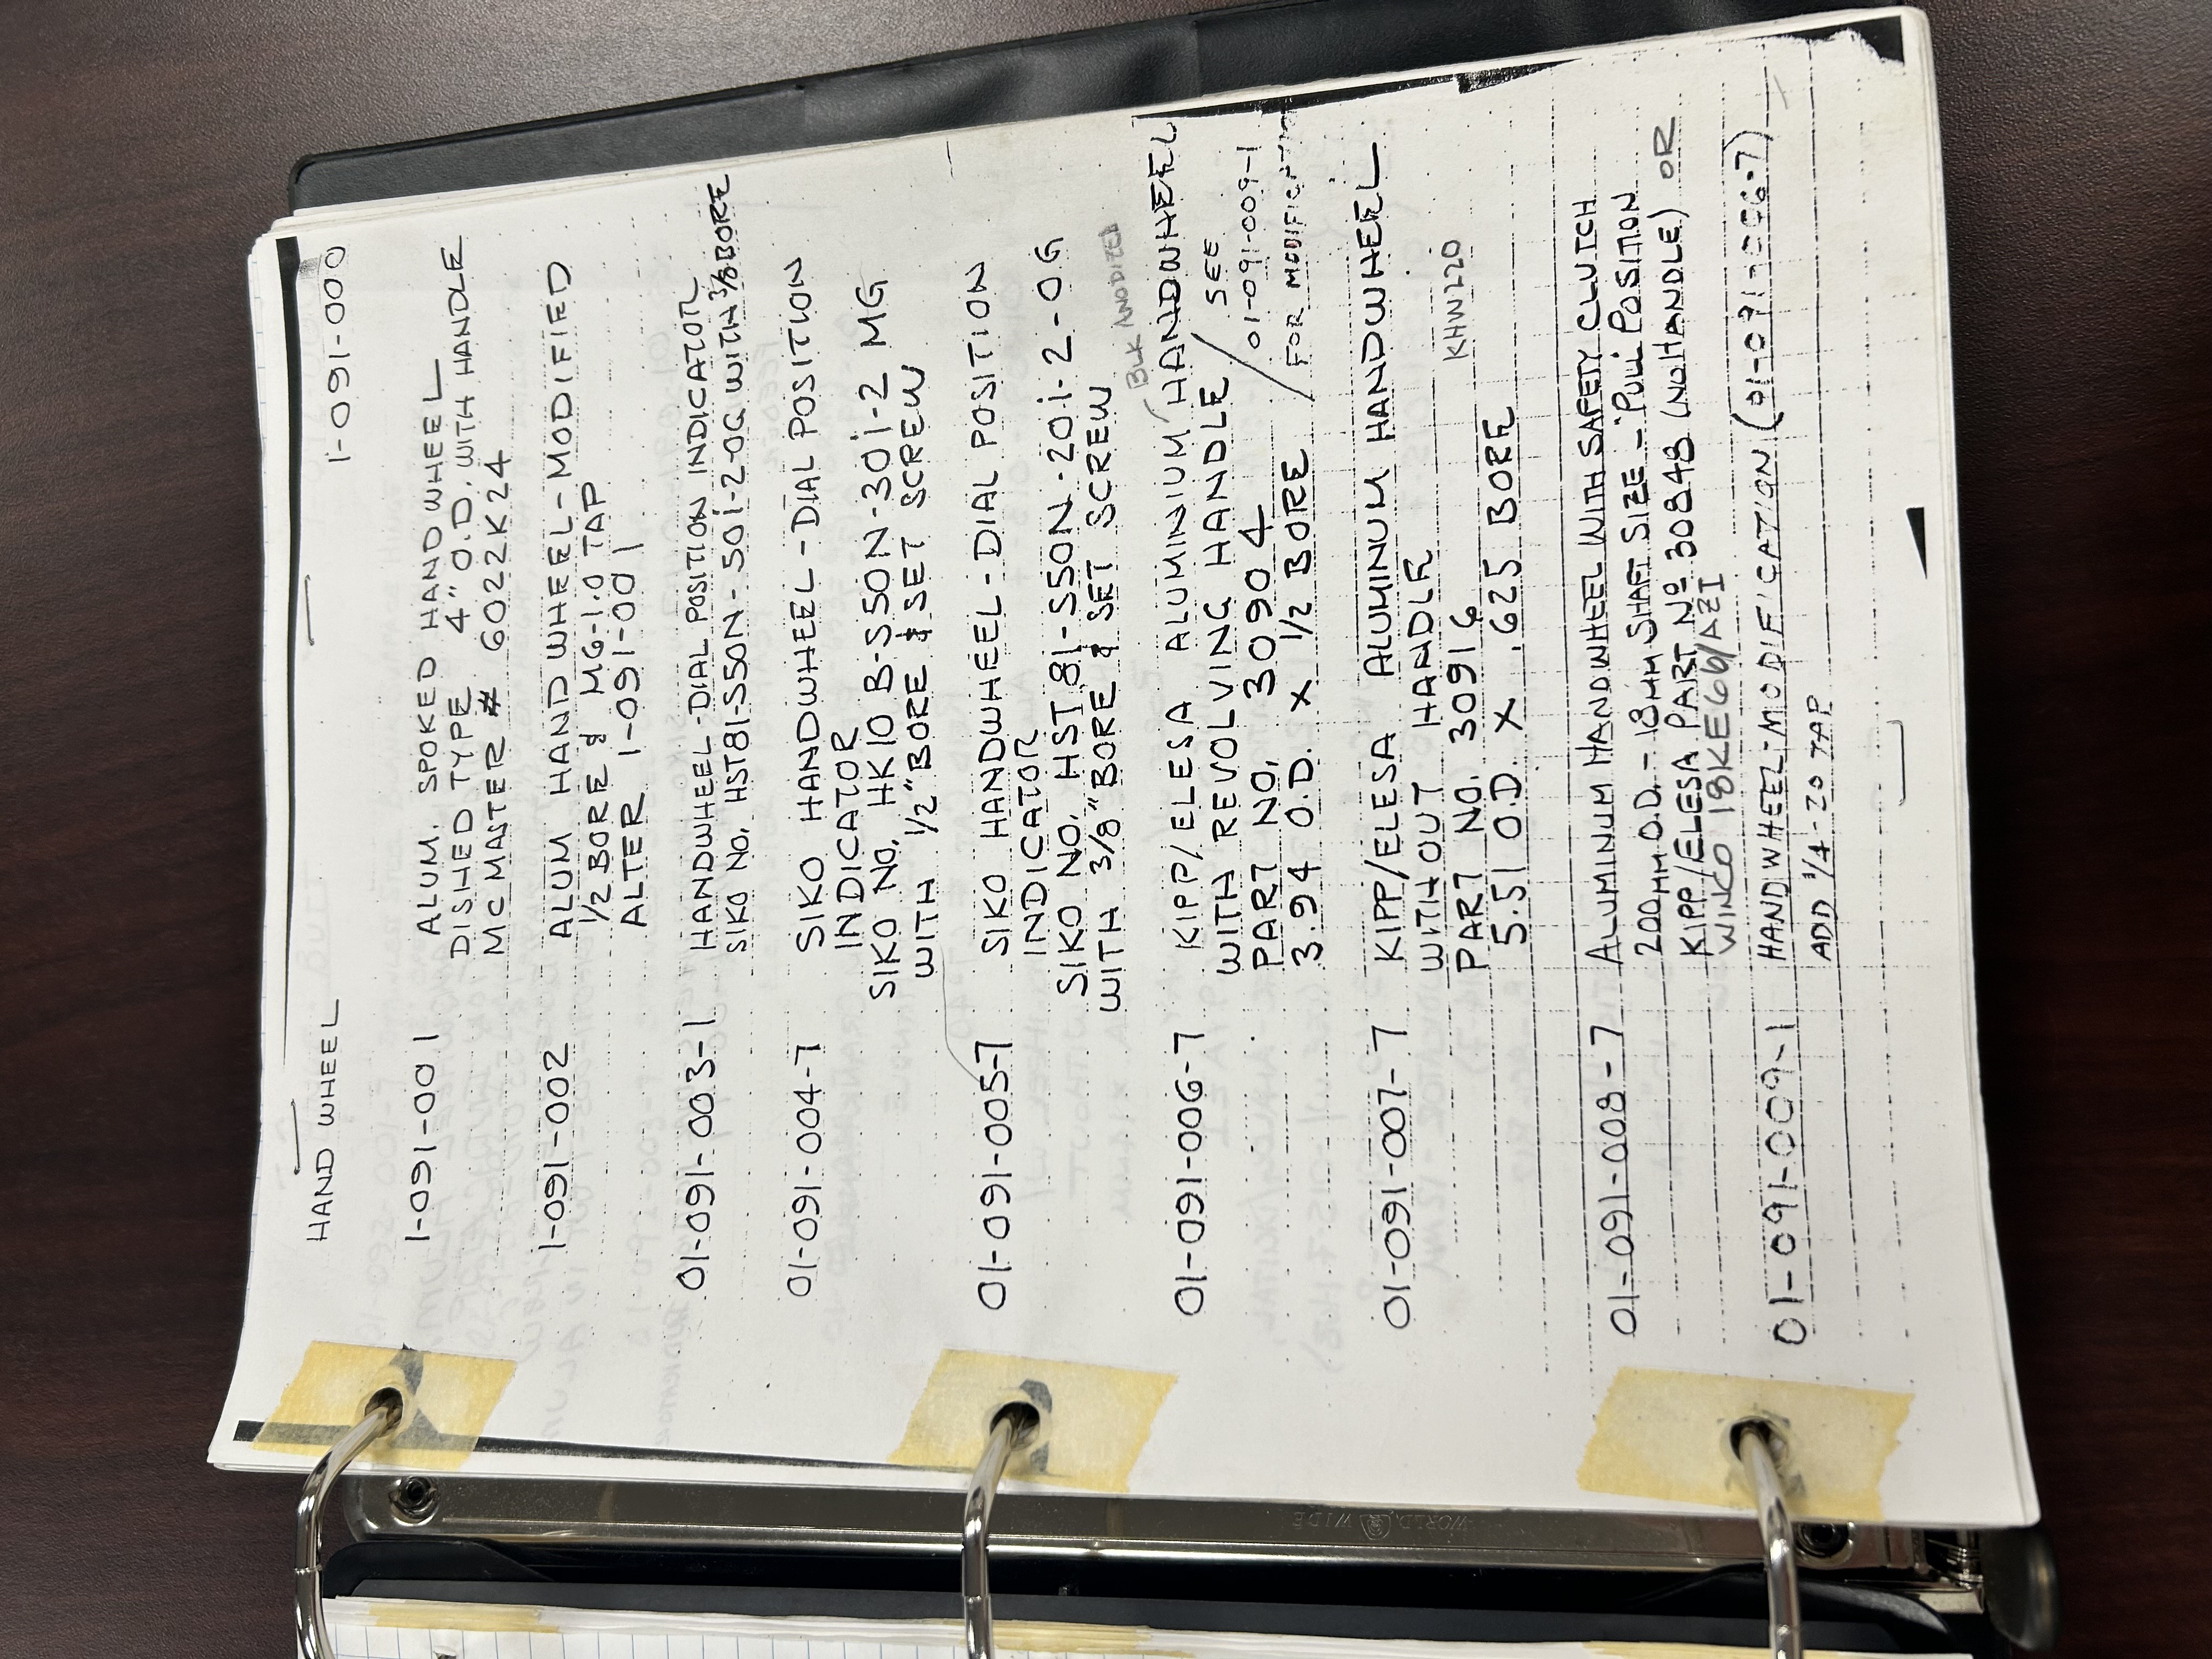 HAND WHEEL 1-091-000
1-091-001 ALUM. SPOKED HAND WHEEL
DISHED TYPE 4" O.D. WITH HANDLE
MCMASTER # 6022K24
1-091-002 ALUM HAND WHEEL-MODIFIED
1/2 BORE & M6-1.0 TAP
ALTER 1-091-001
01-091-003-1 HANDWHEEL-DIAL POSITION INDICATOR
SIKO NO. HST81-S50N-50i-2-0G WITH 3/8 BORE
01-091-004-7 SIKO HANDWHEEL-DIAL POSITION
INDICATOR
SIKO NO. HK10 B-S50N-30i-2 MG
WITH 1/2" BORE & SET SCREW
01-091-005-7 SIKO HANDWHEEL-DIAL POSITION
INDICATOR
SIKO NO. HST 81-S50N-20i-2-0G
WITH 3/8" BORE & SET SCREW
BLK ANODIZED
01-091-006-7 KIPP/ELESA ALUMINIUM HANDWHEEL
WITH REVOLVING HANDLE / SEE
PART NO. 30904 01-091-009-1
3.94 O.D. X 1/2 BORE FOR MODIFICATION
01-091-007-7 KIPP/ELESA ALUMINUM HANDWHEEL
WITHOUT HANDLE
PART NO. 30916 KHW220
5.51 O.D. X .625 BORE
01-091-008-7 ALUMINUM HANDWHEEL WITH SAFETY CLUTCH
200MM O.D. - 18MM SHAFT SIZE - "PULL" POSITION
KIPP/ELESA PART Nº 30848 (NO HANDLE) OR
WINCO 18KE66/AZI
01-091-009-1 HANDWHEEL-MODIFICATION (01-091-006-7)
ADD 1/4-20 TAP
WORLD WIDE